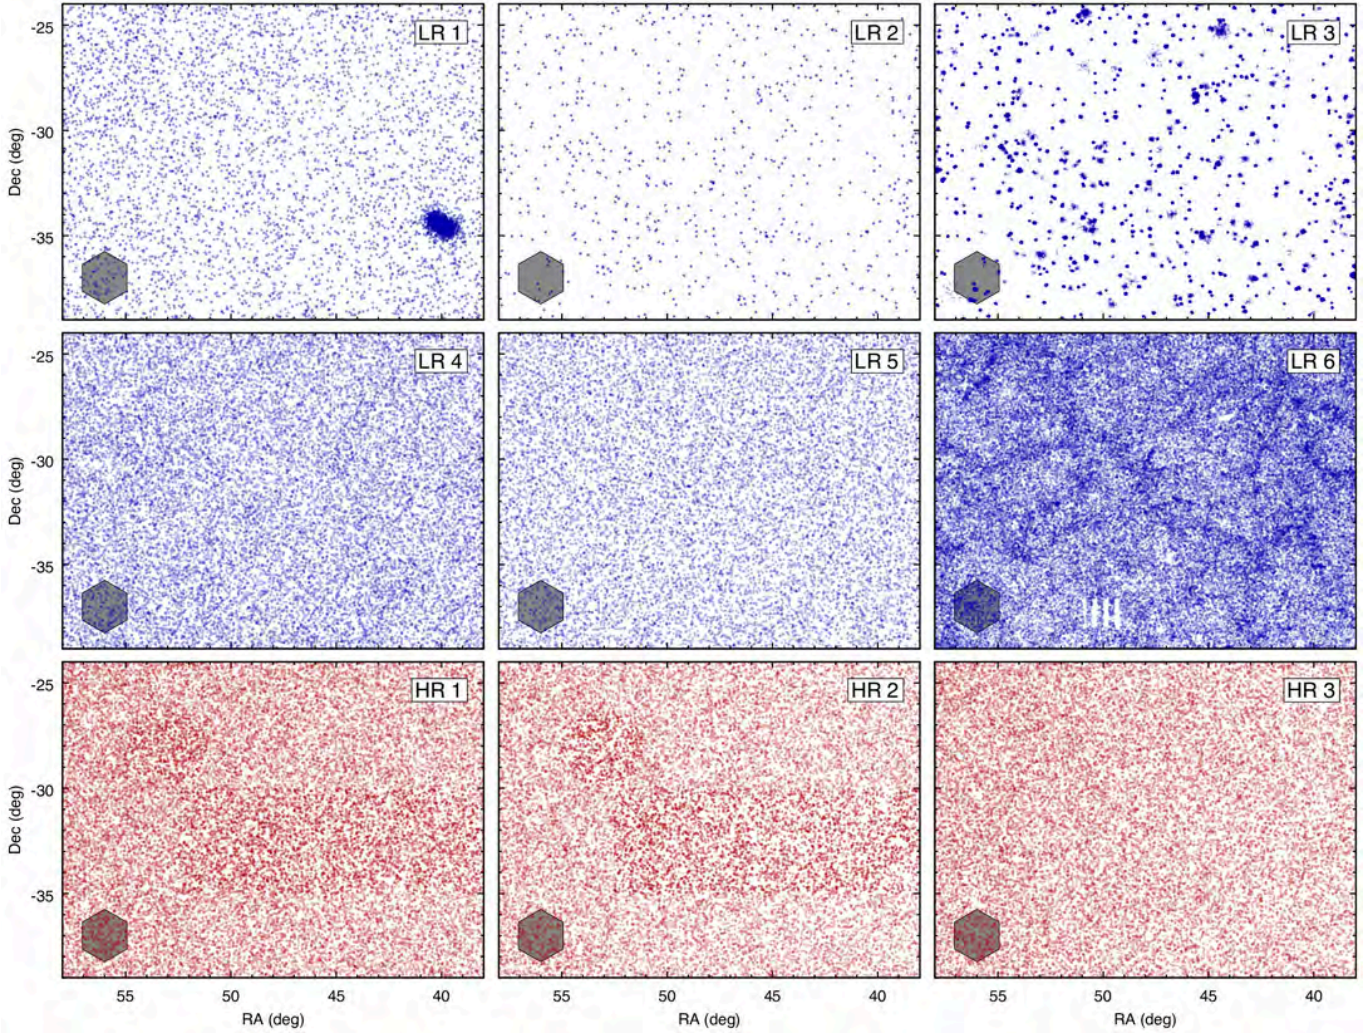 LR 1
LR 2
LR 3
-25
-30
-35
Dec (deg)
LR 4
LR 5
LR 6
-25
-30
-35
Dec (deg)
HR 1
HR 2
HR 3
-25
-30
-35
Dec (deg)
55 50 45 40 55 50 45 40 55 50 45 40
RA (deg) RA (deg) RA (deg)